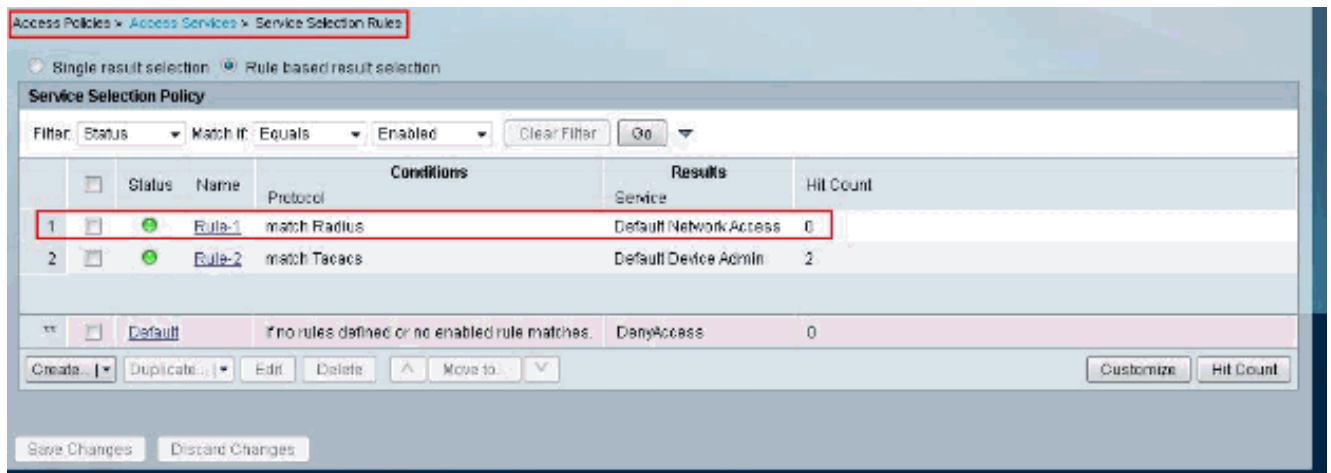 Access Policies > Access Services > Service Selection Rules
Single result selection Rule based result selection
Service Selection Policy
Filter: Status Match if: Equals Enabled Clear Filter Go
Conditions Results
Status Name Protocol Service Hit Count
1 Rule-1 match Radius Default Network Access 0
2 Rule-2 match Tacacs Default Device Admin 2
** Default If no rules defined or no enabled rule matches. DenyAccess 0
Create... Duplicate... Edit Delete Move to... Customize Hit Count
Save Changes Discard Changes